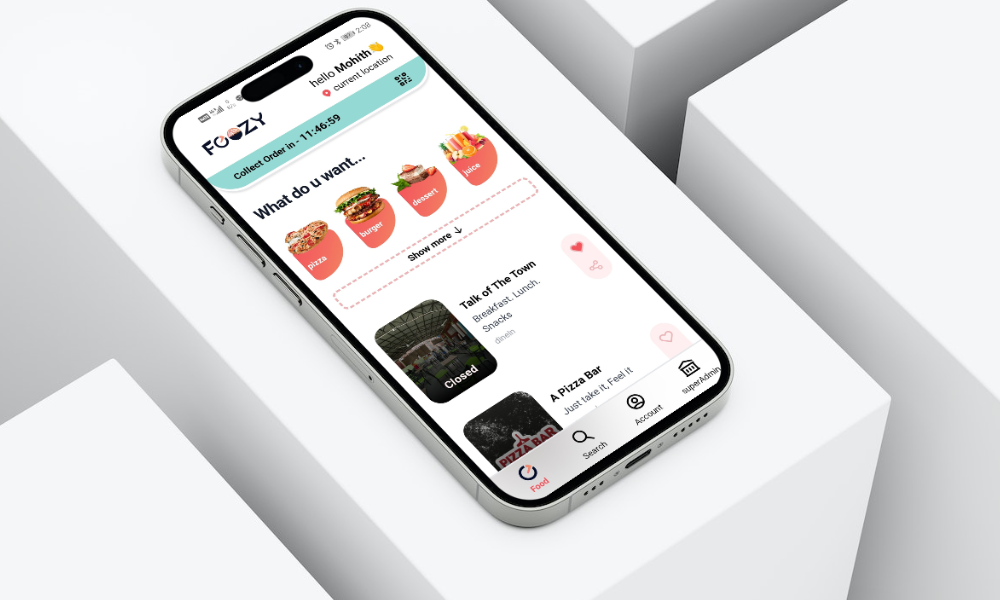 2:08
hello Mohith👋
current location
FOOZY
Collect Order in - 11:46:59
What do u want...
pizza
burger
dessert
juice
Show more ↓
Talk of The Town
Breakfast. Lunch.
Snacks
dinein
Closed
A Pizza Bar
Just take it, Feel it
PIZZA BAR
Food
Search
Account
superAdmin